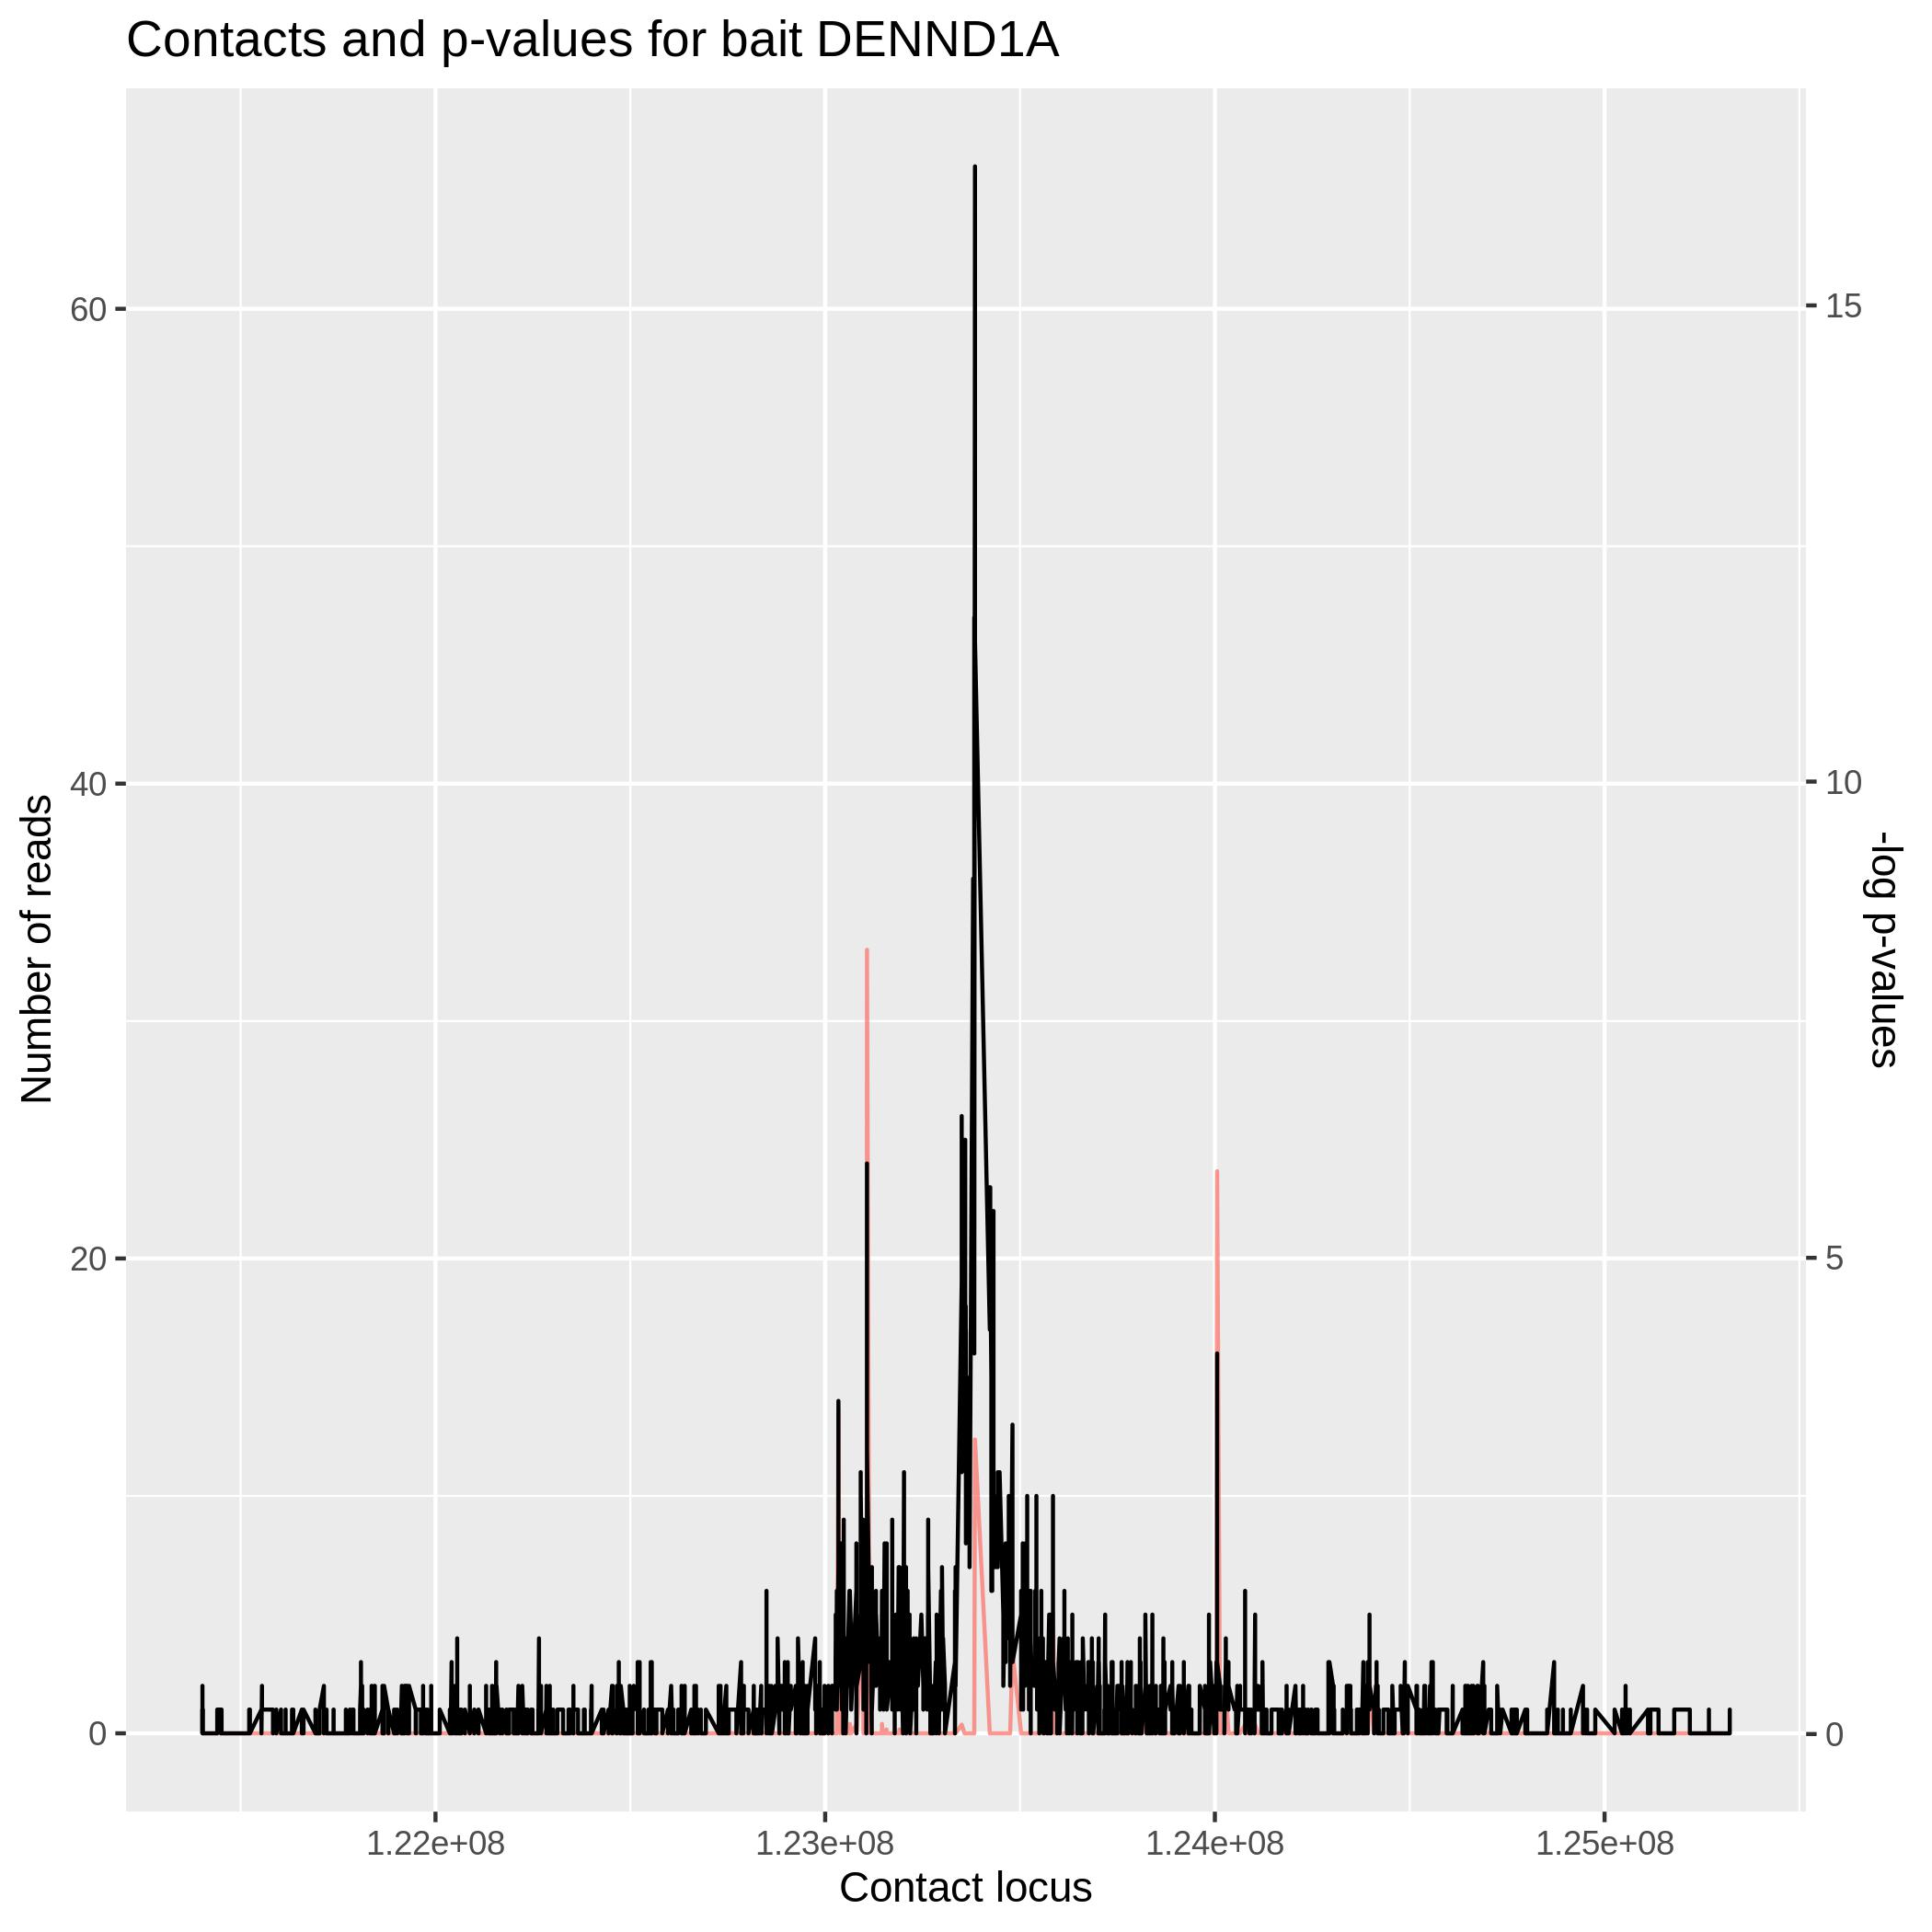 Contacts and p-values for bait DENND1A
Number of reads
60
40
20
0
15
10
5
0
-log p-values
1.22e+08
1.23e+08
1.24e+08
1.25e+08
Contact locus